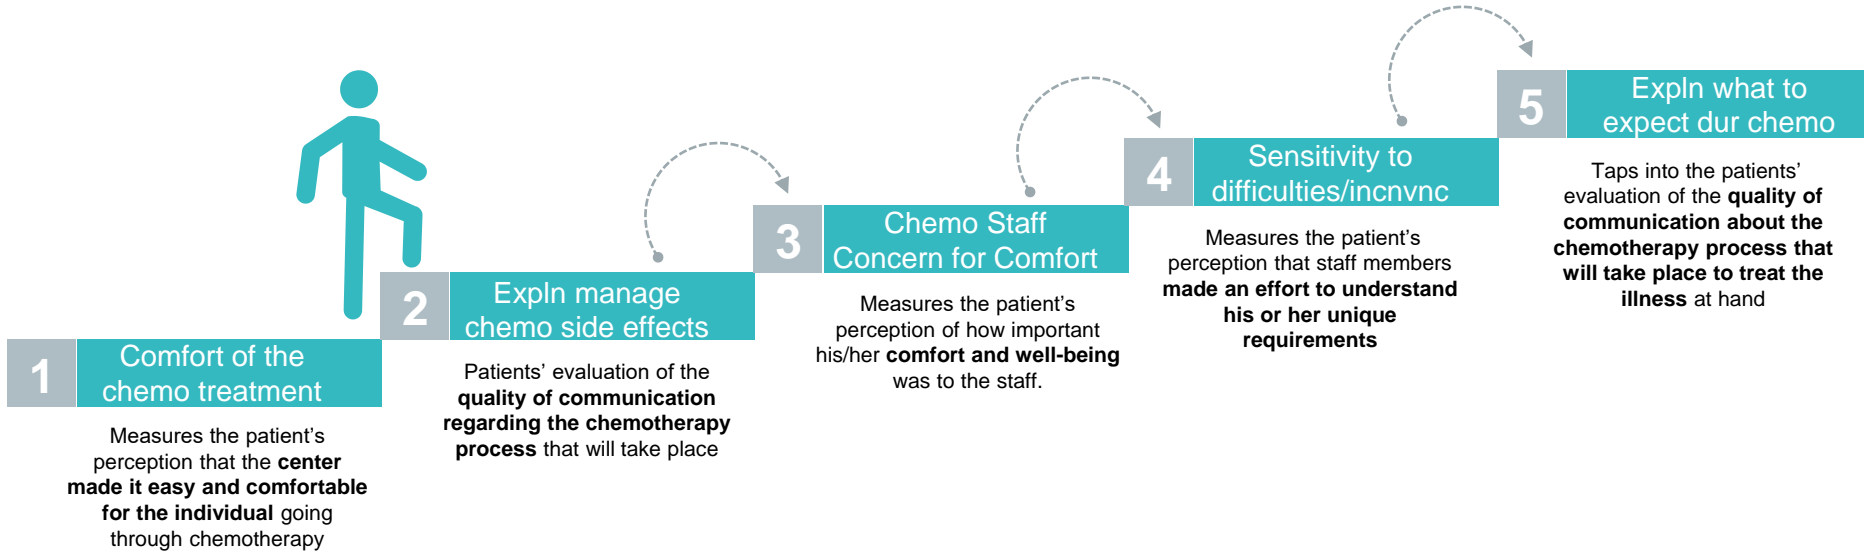 1
Comfort of the
chemo treatment
Measures the patient's
perception that the center
made it easy and comfortable
for the individual going
through chemotherapy
2
Expln manage
chemo side effects
Patients' evaluation of the
quality of communication
regarding the chemotherapy
process that will take place
3
Chemo Staff
Concern for Comfort
Measures the patient's
perception of how important
his/her comfort and well-being
was to the staff.
4
Sensitivity to
difficulties/incnvnc
Measures the patient's
perception that staff members
made an effort to understand
his or her unique
requirements
5
Expln what to
expect dur chemo
Taps into the patients'
evaluation of the quality of
communication about the
chemotherapy process that
will take place to treat the
illness at hand